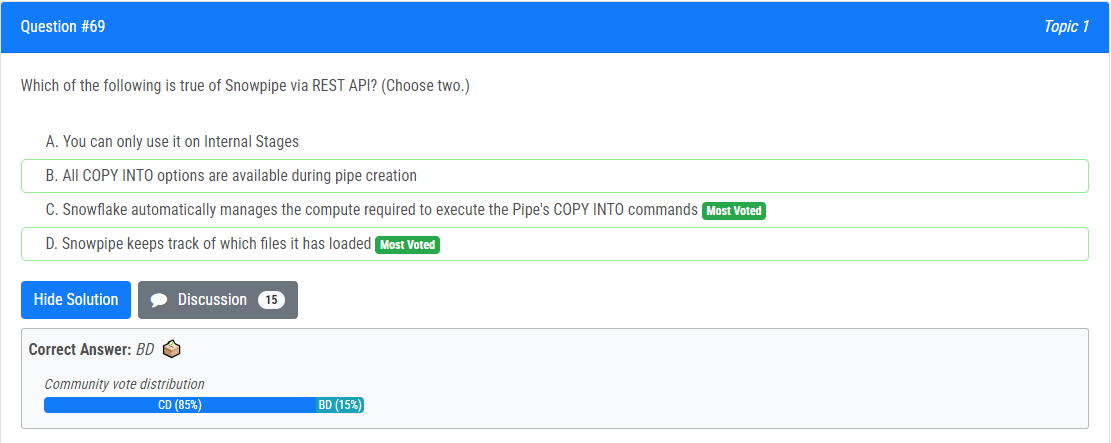 Question #69 Topic 1
Which of the following is true of Snowpipe via REST API? (Choose two.)
A. You can only use it on Internal Stages
B. All COPY INTO options are available during pipe creation
C. Snowflake automatically manages the compute required to execute the Pipe's COPY INTO commands Most Voted
D. Snowpipe keeps track of which files it has loaded Most Voted
Hide Solution Discussion 15
Correct Answer: BD
Community vote distribution
CD (85%) BD (15%)